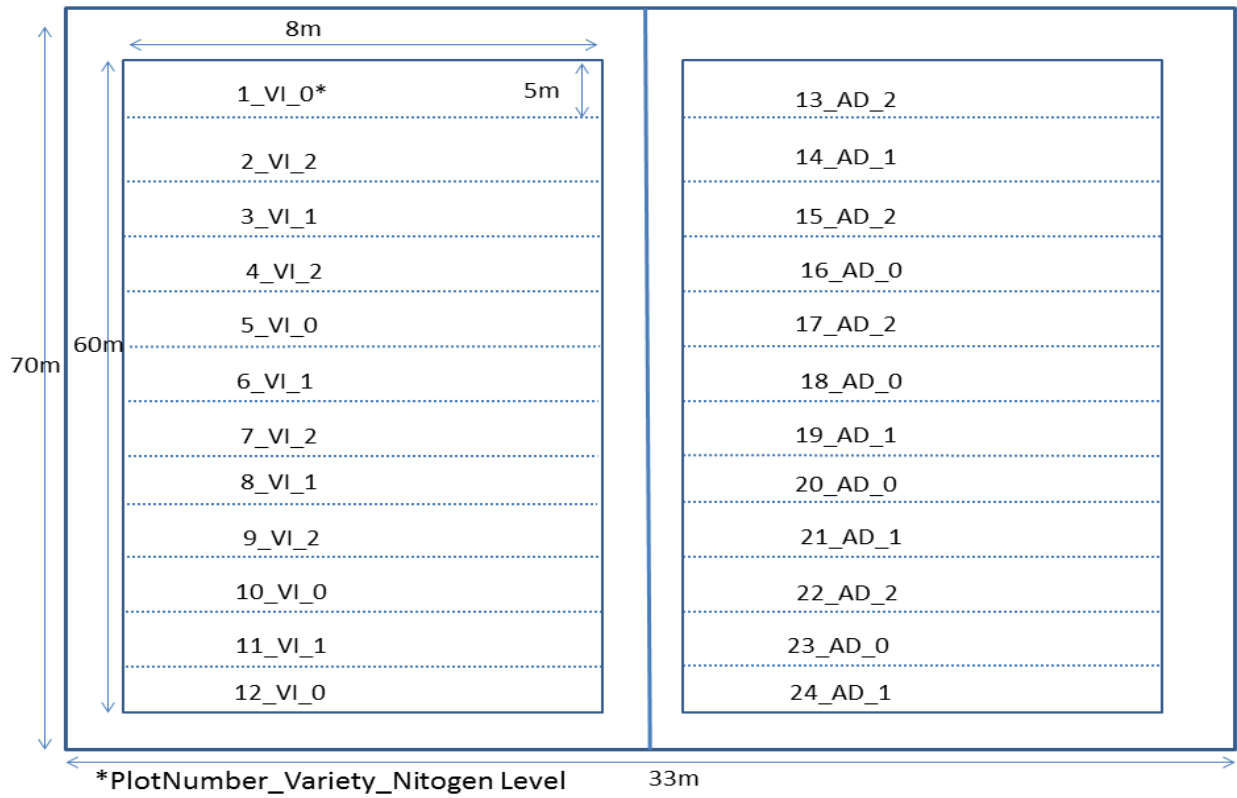 8m
5m
1_VI_0*
2_VI_2
3_VI_1
4_VI_2
5_VI_0
6_VI_1
7_VI_2
8_VI_1
9_VI_2
10_VI_0
11_VI_1
12_VI_0
13_AD_2
14_AD_1
15_AD_2
16_AD_0
17_AD_2
18_AD_0
19_AD_1
20_AD_0
21_AD_1
22_AD_2
23_AD_0
24_AD_1
60m
70m
*PlotNumber_Variety_Nitogen Level
33m